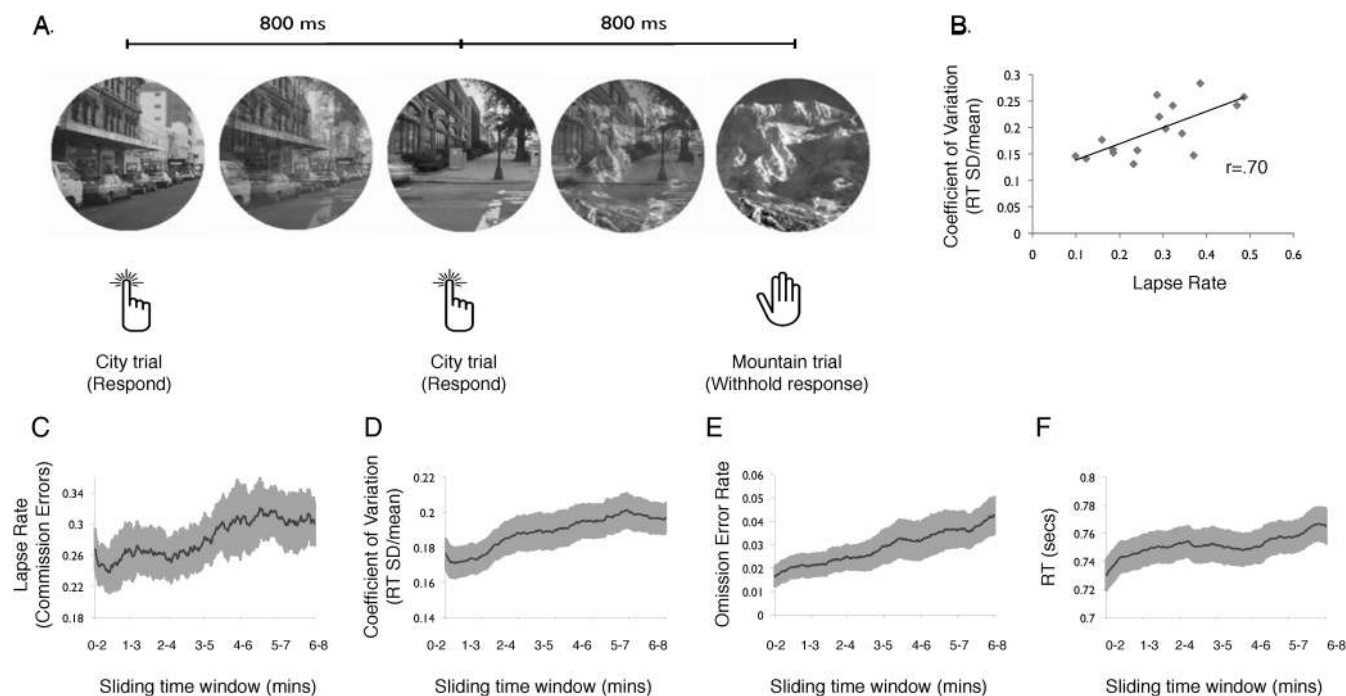 A.
800 ms
800 ms
City trial
(Respond)
City trial
(Respond)
Mountain trial
(Withhold response)
B.
Coefficient of Variation
(RT SD/mean)
0.3
0.25
0.2
0.15
0.1
0.05
0
0
0.1
0.2
0.3
0.4
0.5
0.6
r=.70
Lapse Rate
C
Lapse Rate
(Commission Errors)
0.34
0.3
0.26
0.22
0.18
0-2
1-3
2-4
3-5
4-6
5-7
6-8
Sliding time window (mins)
D
Coefficient of Variation
(RT SD/mean)
0.22
0.2
0.18
0.16
0.14
0-2
1-3
2-4
3-5
4-6
5-7
6-8
Sliding time window (mins)
E
Omission Error Rate
0.06
0.05
0.04
0.03
0.02
0.01
0
0-2
1-3
2-4
3-5
4-6
5-7
6-8
Sliding time window (mins)
F
RT (secs)
0.8
0.78
0.76
0.74
0.72
0.7
0-2
1-3
2-4
3-5
4-6
5-7
6-8
Sliding time window (mins)